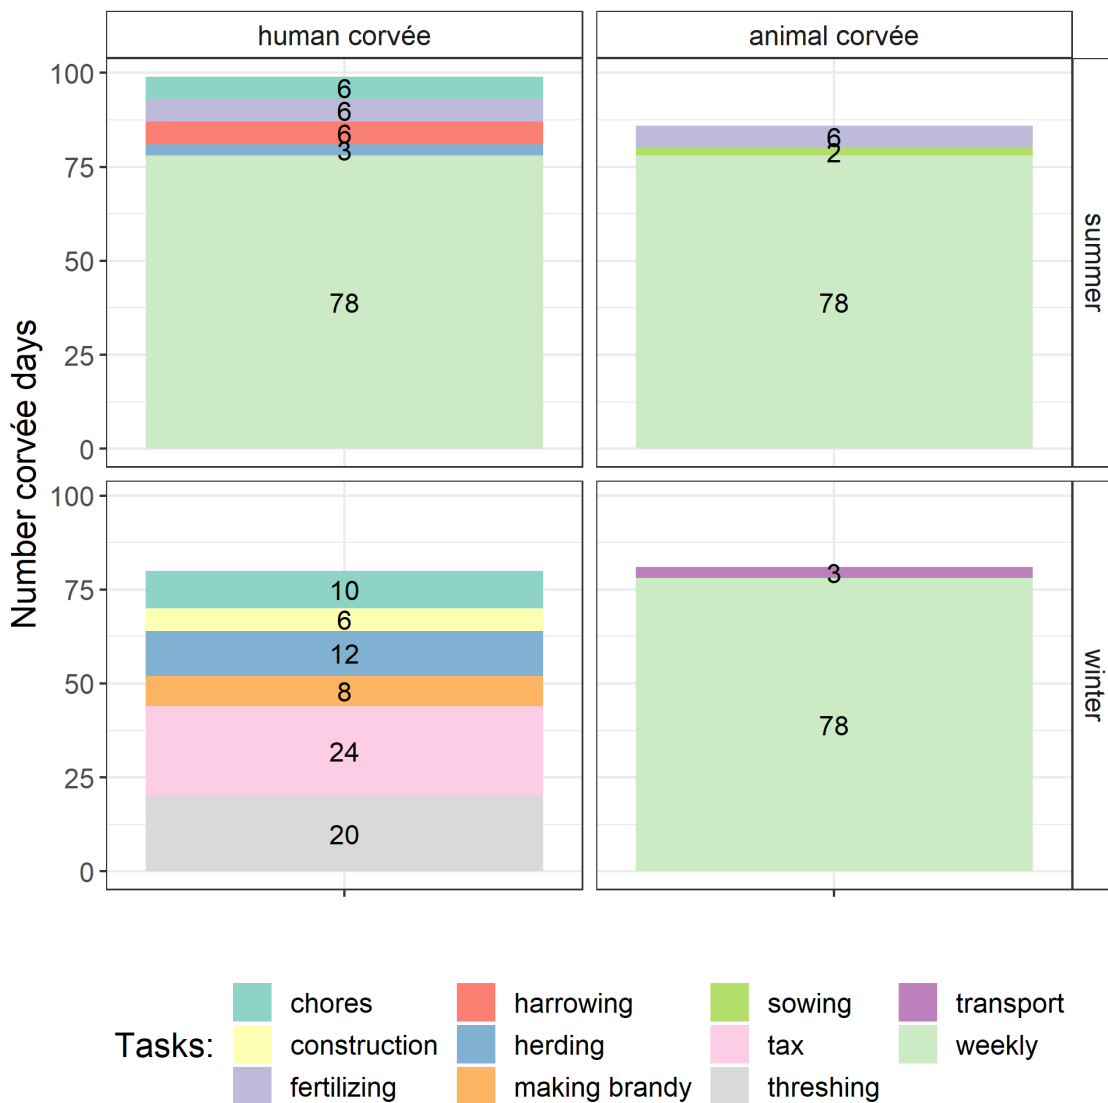 human corvée
animal corvée
100
75
50
25
0
6
6
6
3
78
6
2
78
summer
Number corvée days
100
75
50
25
0
10
6
12
8
24
20
3
78
winter
Tasks:
chores
construction
fertilizing
harrowing
herding
making brandy
sowing
tax
threshing
transport
weekly